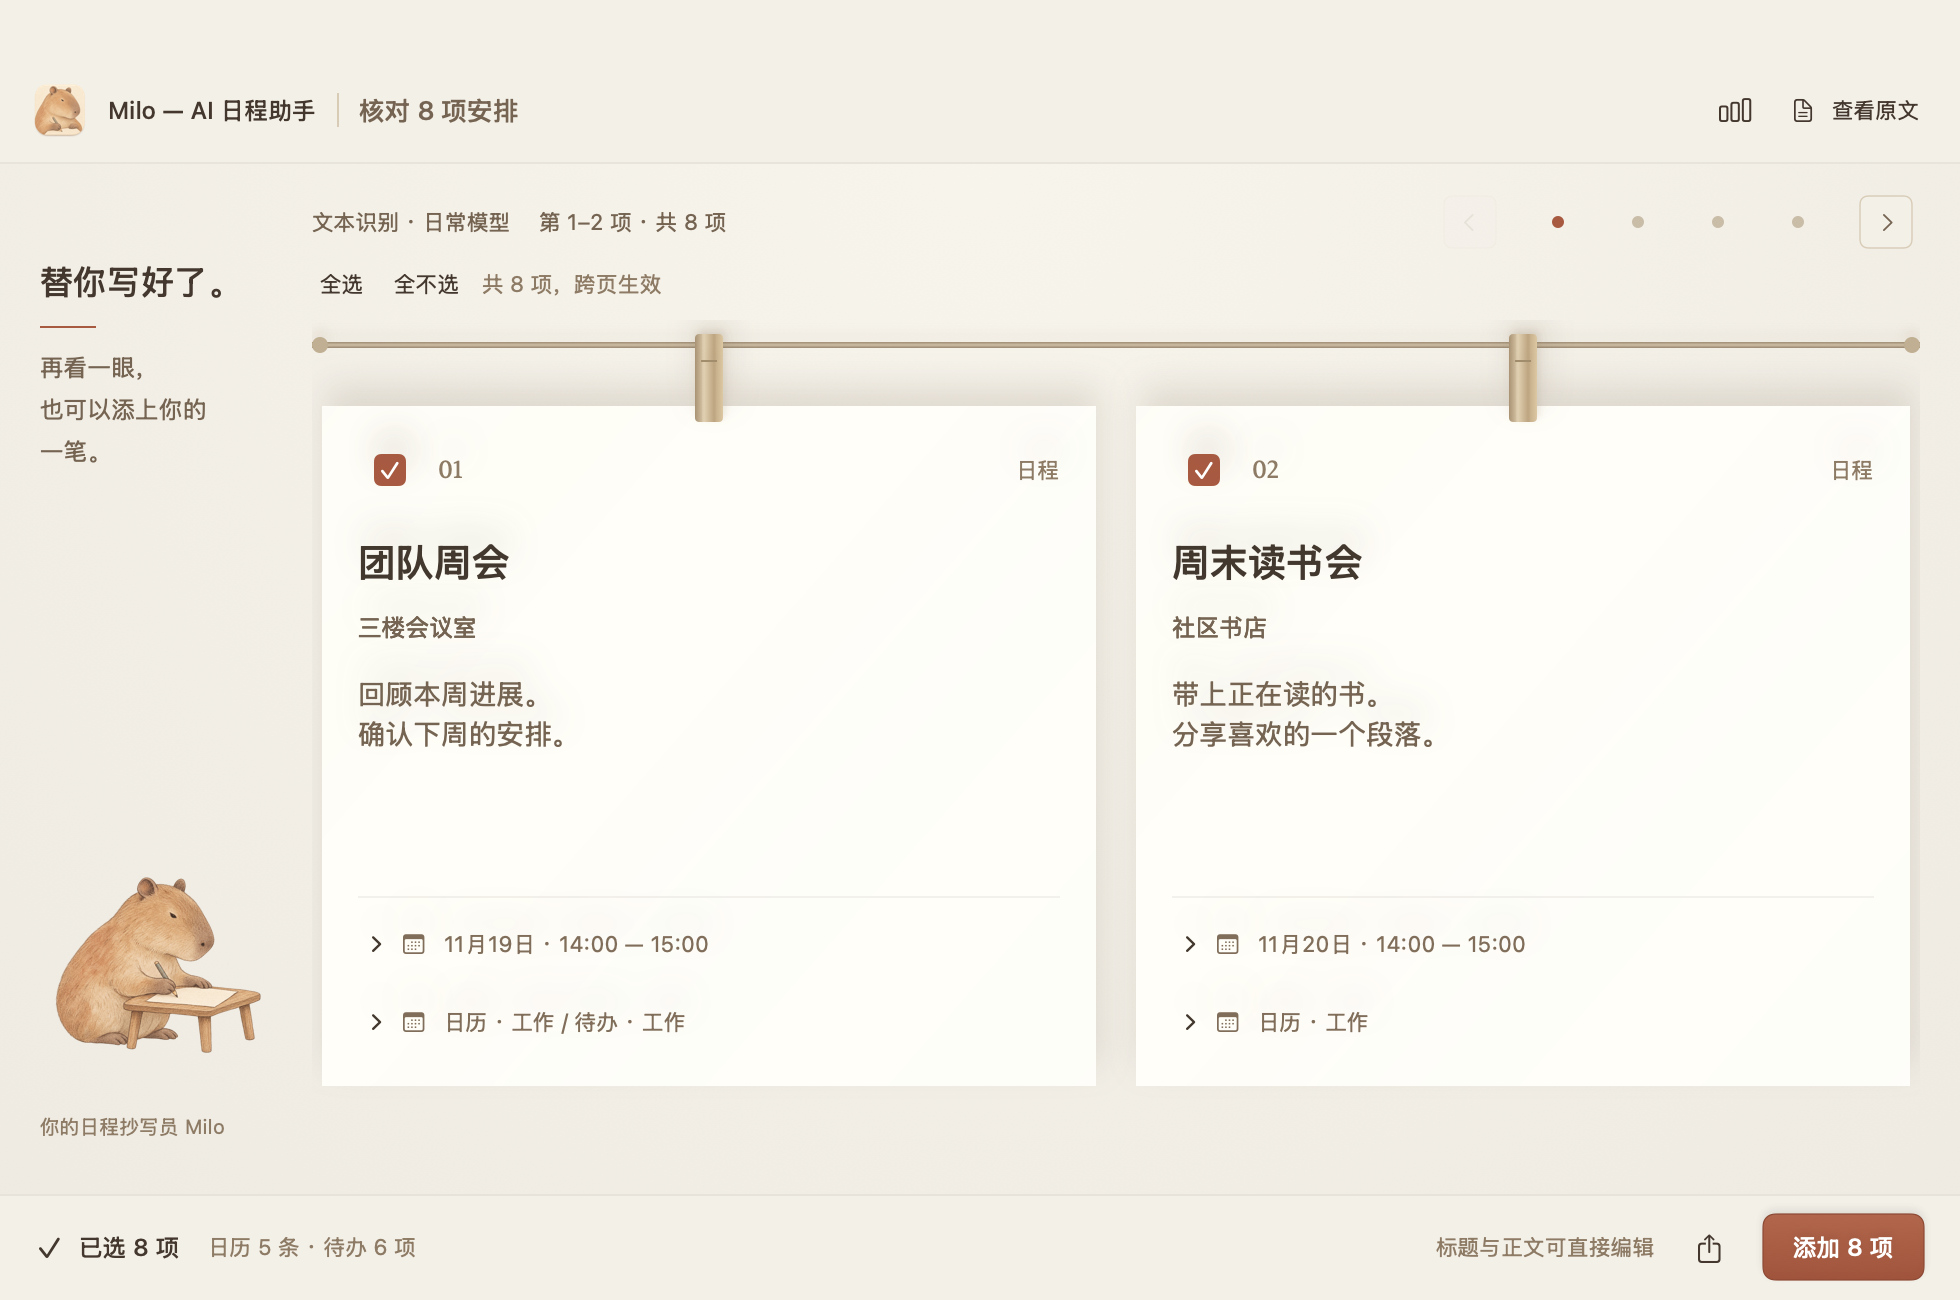 Milo — AI 日程助手
核对 8 项安排
查看原文
文本识别 · 日常模型 第 1–2 项 · 共 8 项
替你写好了。
再看一眼，
也可以添上你的
一笔。
全选 全不选 共 8 项，跨页生效
01
日程
团队周会
三楼会议室
回顾本周进展。
确认下周的安排。
11月19日 · 14:00 — 15:00
日历 · 工作 / 待办 · 工作
02
日程
周末读书会
社区书店
带上正在读的书。
分享喜欢的一个段落。
11月20日 · 14:00 — 15:00
日历 · 工作
你的日程抄写员 Milo
已选 8 项 日历 5 条 · 待办 6 项
标题与正文可直接编辑
添加 8 项